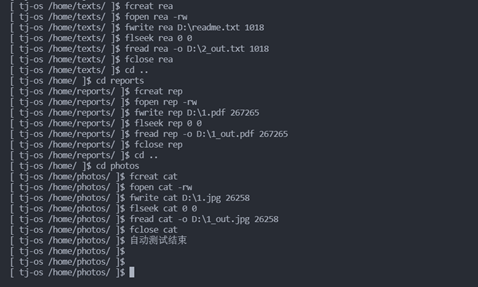 [ tj-os /home/texts/ ]$ fcreat rea
[ tj-os /home/texts/ ]$ fopen rea -rw
[ tj-os /home/texts/ ]$ fwrite rea D:\readme.txt 1018
[ tj-os /home/texts/ ]$ flseek rea 0 0
[ tj-os /home/texts/ ]$ fread rea -o D:\2_out.txt 1018
[ tj-os /home/texts/ ]$ fclose rea
[ tj-os /home/texts/ ]$ cd ..
[ tj-os /home/ ]$ cd reports
[ tj-os /home/reports/ ]$ fcreat rep
[ tj-os /home/reports/ ]$ fopen rep -rw
[ tj-os /home/reports/ ]$ fwrite rep D:\1.pdf 267265
[ tj-os /home/reports/ ]$ flseek rep 0 0
[ tj-os /home/reports/ ]$ fread rep -o D:\1_out.pdf 267265
[ tj-os /home/reports/ ]$ fclose rep
[ tj-os /home/reports/ ]$ cd ..
[ tj-os /home/ ]$ cd photos
[ tj-os /home/photos/ ]$ fcreat cat
[ tj-os /home/photos/ ]$ fopen cat -rw
[ tj-os /home/photos/ ]$ fwrite cat D:\1.jpg 26258
[ tj-os /home/photos/ ]$ flseek cat 0 0
[ tj-os /home/photos/ ]$ fread cat -o D:\1_out.jpg 26258
[ tj-os /home/photos/ ]$ fclose cat
[ tj-os /home/photos/ ]$ 自动测试结束
[ tj-os /home/photos/ ]$
[ tj-os /home/photos/ ]$
[ tj-os /home/photos/ ]$